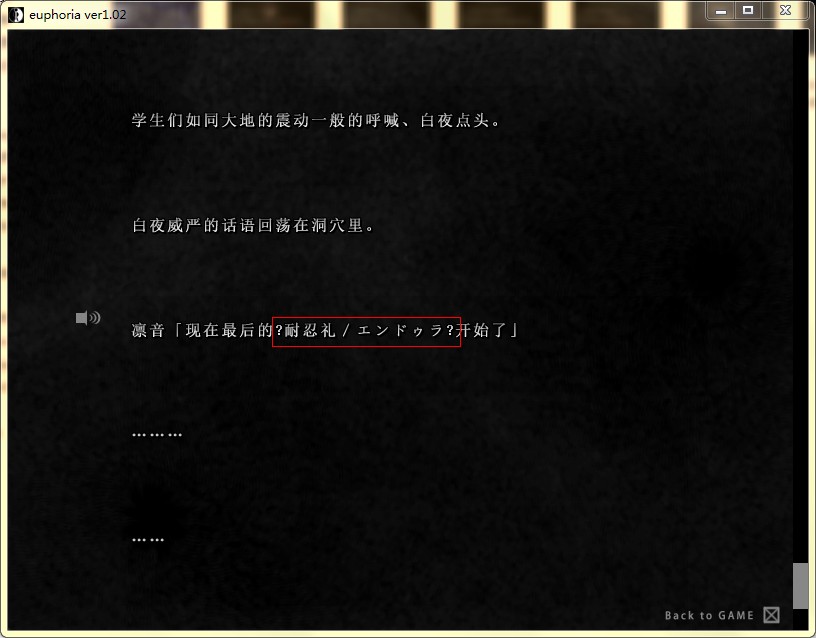 euphoria ver1.02
学生们如同大地的震动一般的呼喊、白夜点头。
白夜威严的话语回荡在洞穴里。
凛音「现在最后的?耐忍礼／エンドゥラ?开始了」
………
……
Back to GAME